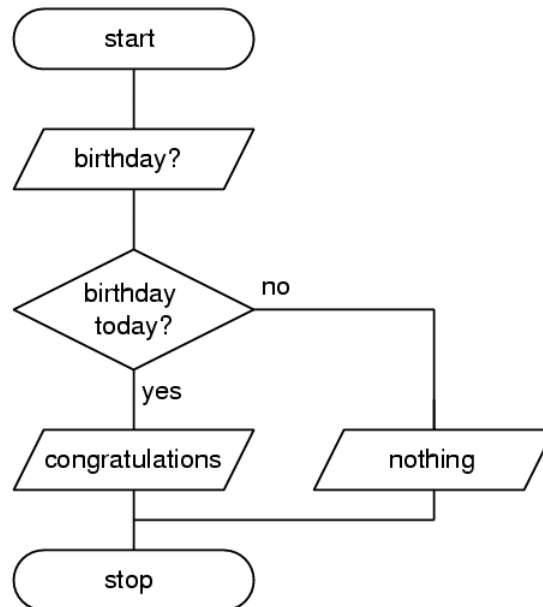 start
birthday?
birthday
today?
no
yes
congratulations
nothing
stop